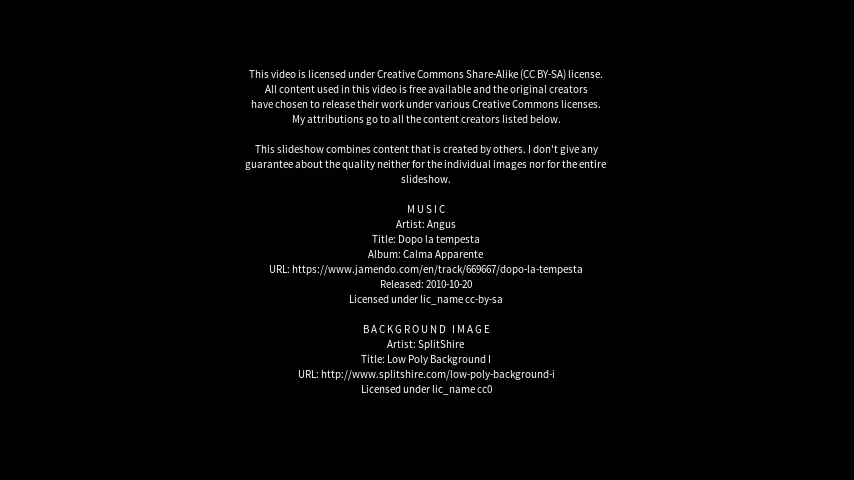 This video is licensed under Creative Commons Share-Alike (CC BY-SA) license.
All content used in this video is free available and the original creators
have chosen to release their work under various Creative Commons licenses.
My attributions go to all the content creators listed below.
This slideshow combines content that is created by others. I don't give any
guarantee about the quality neither for the individual images nor for the entire
slideshow.
MUSIC
Artist: Angus
Title: Dopo la tempesta
Album: Calma Apparente
URL: https://www.jamendo.com/en/track/669667/dopo-la-tempesta
Released: 2010-10-20
Licensed under lic_name cc-by-sa
BACKGROUND IMAGE
Artist: SplitShire
Title: Low Poly Background I
URL: http://www.splitshire.com/low-poly-background-i
Licensed under lic_name cc0